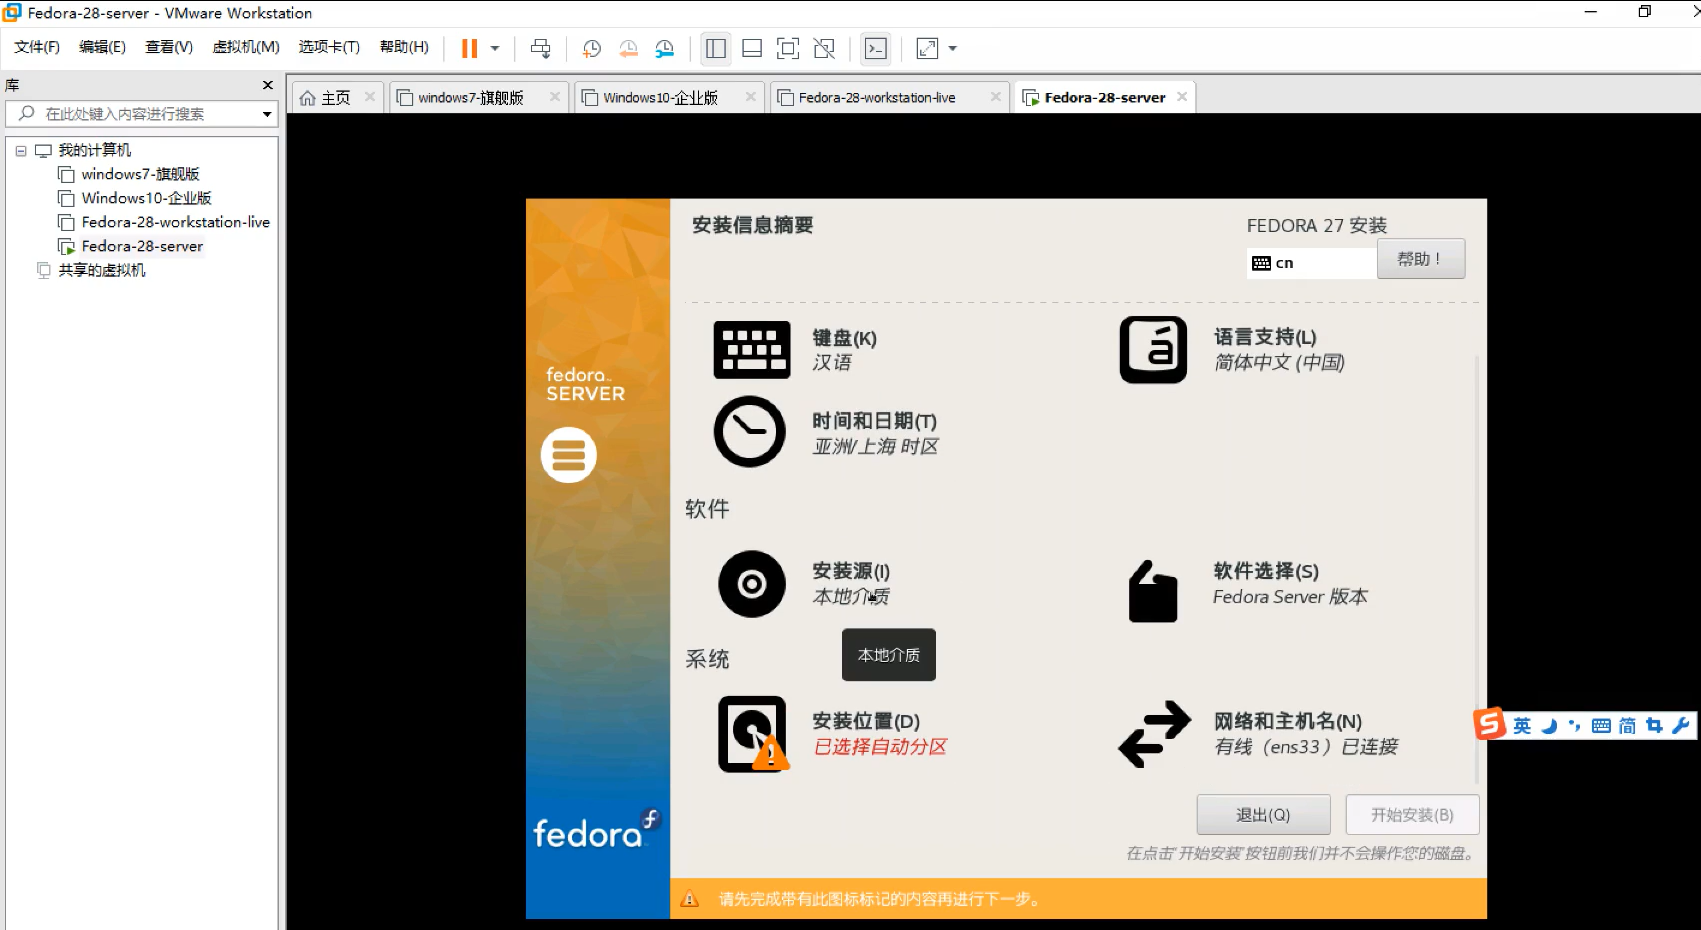 Fedora-28-server - VMware Workstation
文件(F) 编辑(E) 查看(V) 虚拟机(M) 选项卡(T) 帮助(H)
库
在此处键入内容进行搜索
主页 windows7-旗舰版 Windows10-企业版 Fedora-28-workstation-live Fedora-28-server
我的计算机
windows7-旗舰版
Windows10-企业版
Fedora-28-workstation-live
Fedora-28-server
共享的虚拟机
fedora
SERVER
fedora
安装信息摘要
FEDORA 27 安装
cn
帮助！
键盘(K)
汉语
语言支持(L)
简体中文 (中国)
时间和日期(T)
亚洲/上海 时区
软件
安装源(I)
本地介质
软件选择(S)
Fedora Server 版本
本地介质
系统
安装位置(D)
已选择自动分区
网络和主机名(N)
有线（ens33）已连接
退出(Q)
开始安装(B)
在点击'开始安装'按钮前我们并不会操作您的磁盘。
请先完成带有此图标标记的内容再进行下一步。
S 英 简